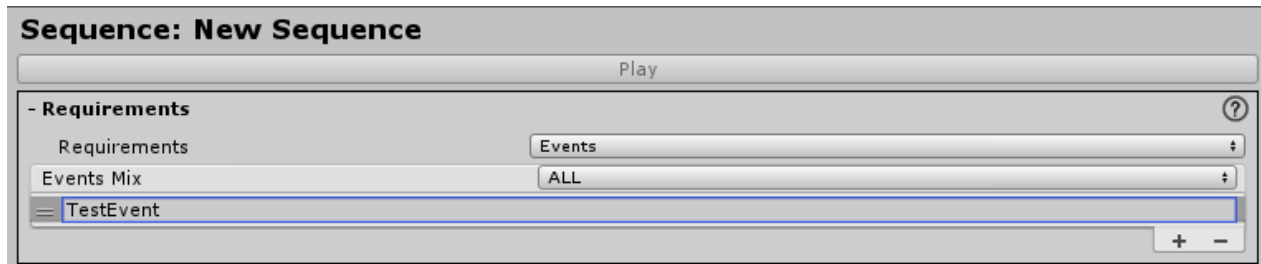 Sequence: New Sequence
Play
- Requirements ?
Requirements Events
Events Mix ALL
= TestEvent
+ −